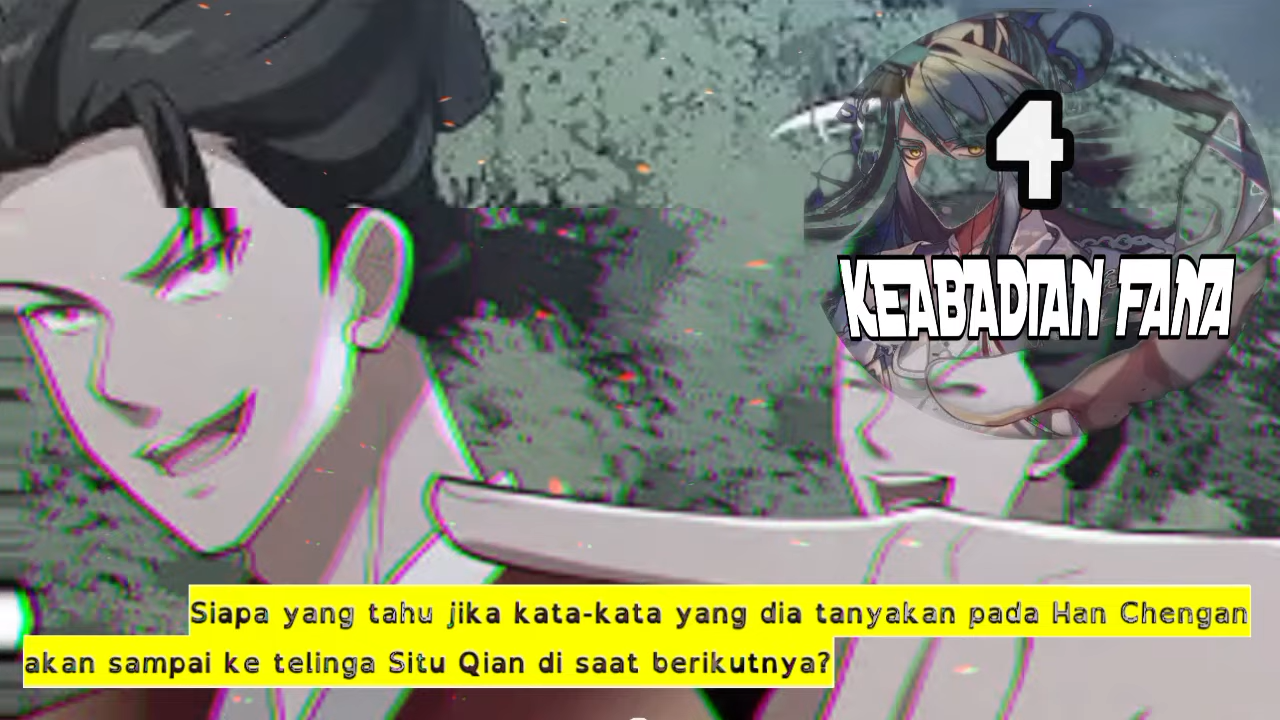 4
KEABADIAN FANA
Siapa yang tahu jika kata-kata yang dia tanyakan pada Han Chengan
akan sampai ke telinga Situ Qian di saat berikutnya?